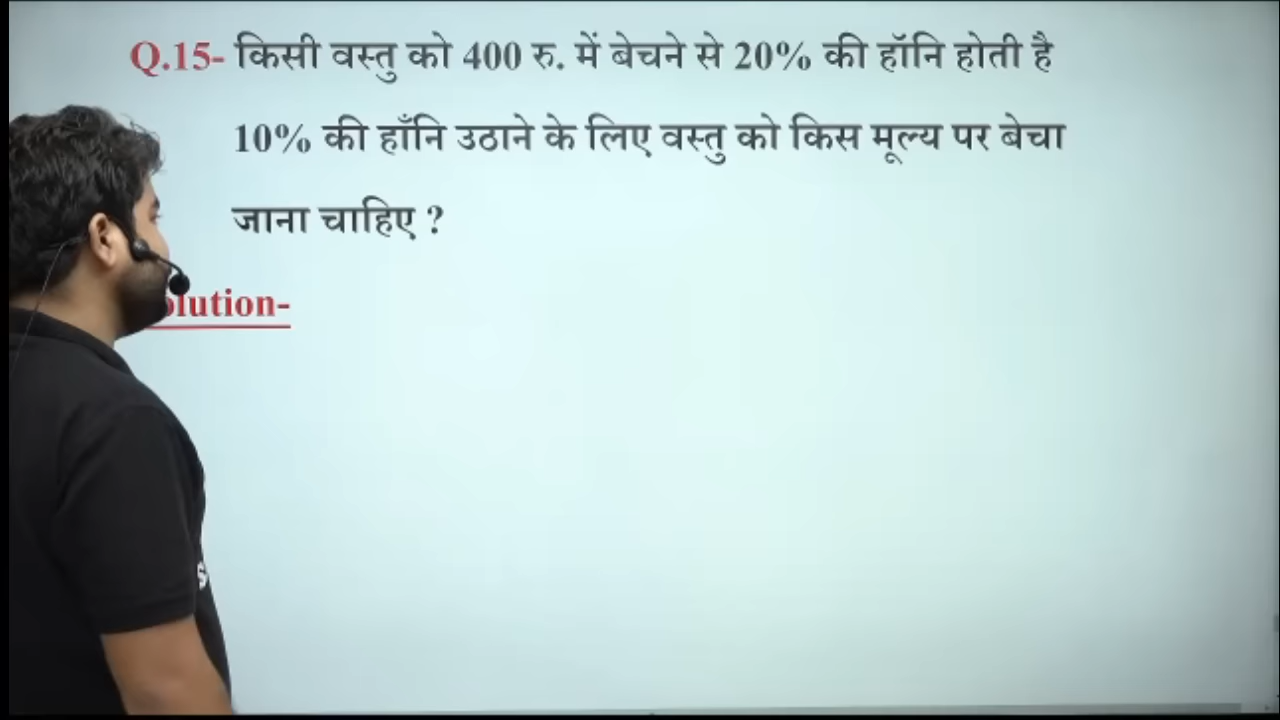 Q.15- किसी वस्तु को 400 रु. में बेचने से 20% की हॉनि होती है
10% की हाँनि उठाने के लिए वस्तु को किस मूल्य पर बेचा
जाना चाहिए ?
olution-
S